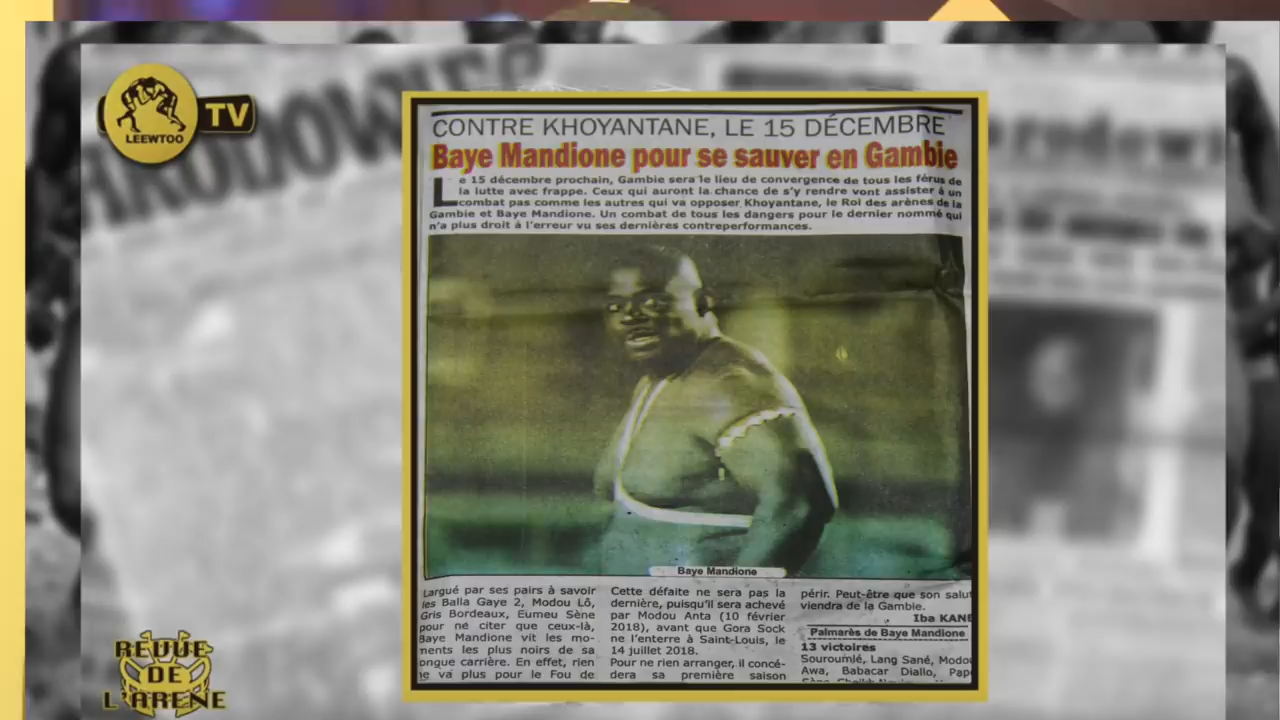 LEEWTOO
TV
CONTRE KHOYANTANE, LE 15 DÉCEMBRE
Baye Mandione pour se sauver en Gambie
Le 15 décembre prochain, Gambie sera le lieu de convergence de tous les férus de
la lutte avec frappe. Ceux qui auront la chance de s'y rendre vont assister à un
combat pas comme les autres qui va opposer Khoyantane, le Roi des arènes de la
Gambie et Baye Mandione. Un combat de tous les dangers pour le dernier nommé qui
n'a plus droit à l'erreur vu ses dernières contreperformances.
Baye Mandione
Largué par ses pairs à savoir
les Balla Gaye 2, Modou Lô,
Gris Bordeaux, Eumeu Sène
pour ne citer que ceux-là,
Baye Mandione vit les mo-
ments les plus noirs de sa
longue carrière. En effet, rien
ne va plus pour le Fou de
Cette défaite ne sera pas la
dernière, puisqu'il sera achevé
par Modou Anta (10 février
2018), avant que Gora Sock
ne l'enterre à Saint-Louis, le
14 juillet 2018.
Pour ne rien arranger, il concé-
dera sa première saison
périr. Peut-être que son salut
viendra de la Gambie.
Iba KANE
Palmarès de Baye Mandione
13 victoires
Souroumlé, Lang Sané, Modou
Awa, Babacar Diallo, Pape
REVUE
DE
L'ARENE